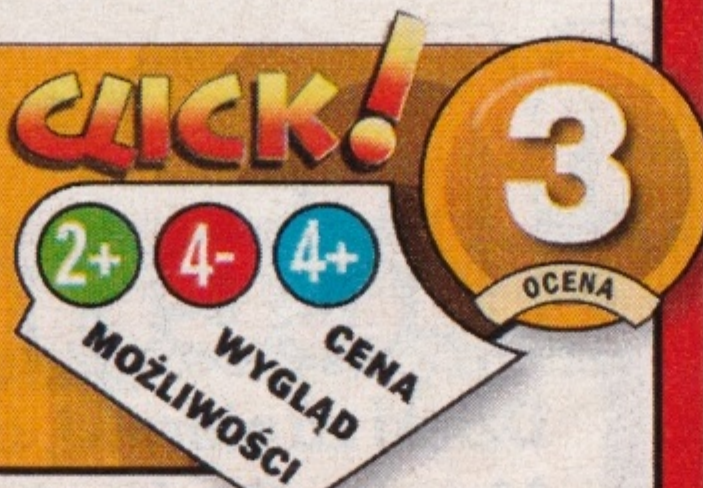 CLICK!
3
OCENA
2+ 4- 4+
MOŻLIWOŚCI
WYGLĄD
CENA